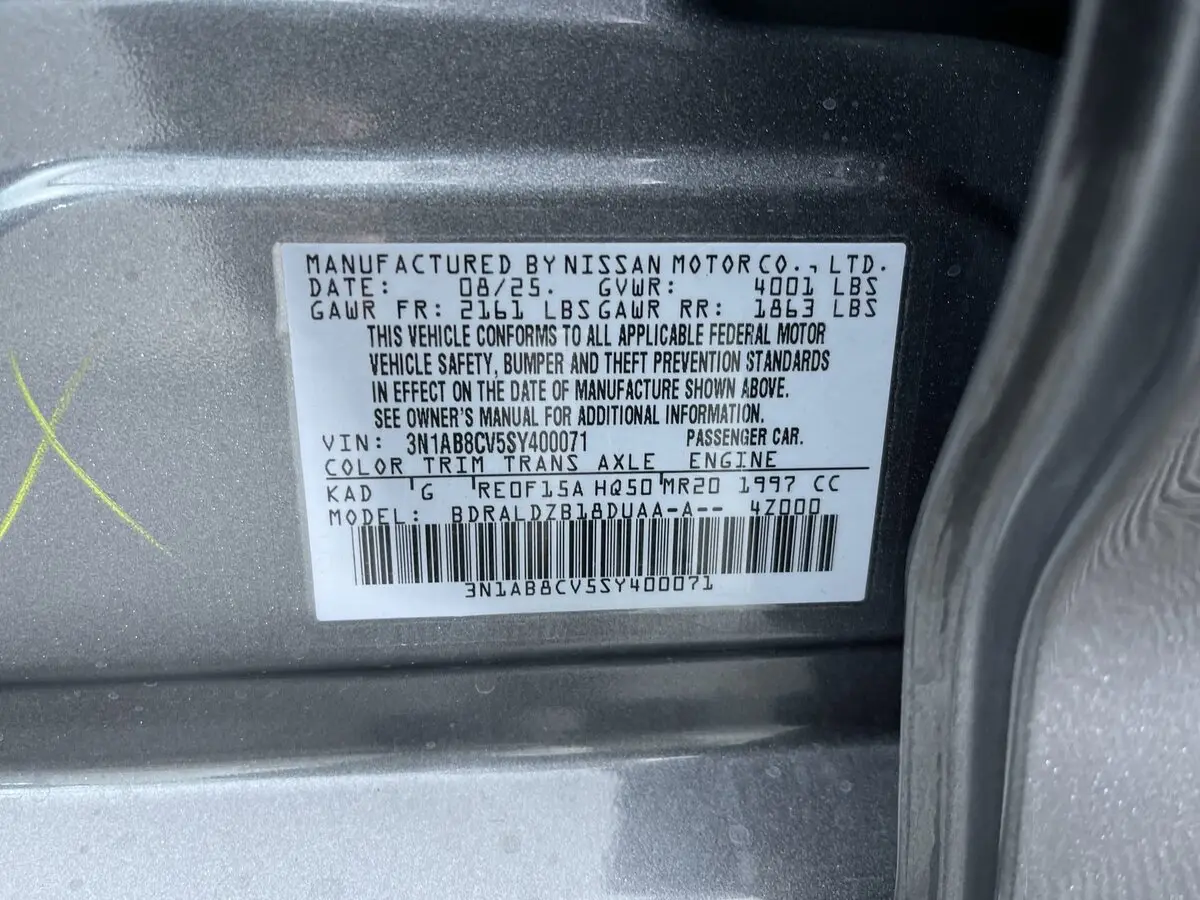 MANUFACTURED BY NISSAN MOTOR CO., LTD.
DATE: 08/25. GVWR: 4001 LBS
GAWR FR: 2161 LBS GAWR RR: 1863 LBS
THIS VEHICLE CONFORMS TO ALL APPLICABLE FEDERAL MOTOR
VEHICLE SAFETY, BUMPER AND THEFT PREVENTION STANDARDS
IN EFFECT ON THE DATE OF MANUFACTURE SHOWN ABOVE.
SEE OWNER'S MANUAL FOR ADDITIONAL INFORMATION.
VIN: 3N1AB8CV5SY400071 PASSENGER CAR.
COLOR TRIM TRANS AXLE ENGINE
KAD G RE0F15A HQ50 MR20 1997 CC
MODEL: BDRALDZB18DUAA-A-- 4Z000
3N1AB8CV5SY400071